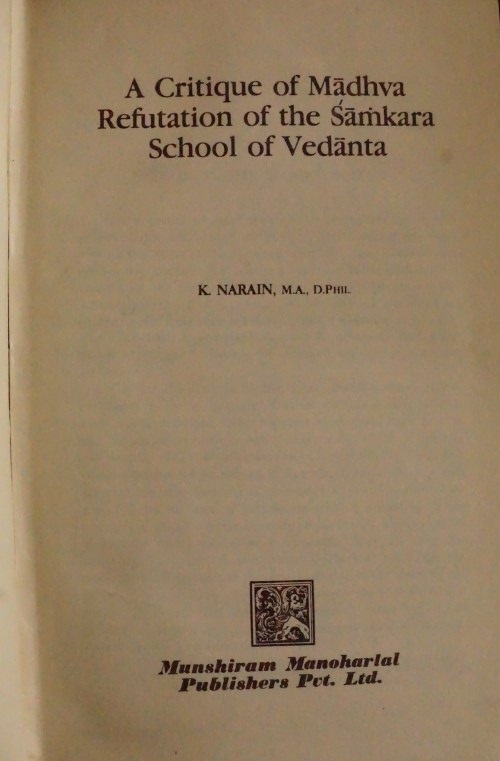 A Critique of Mādhva
Refutation of the Śāṁkara
School of Vedānta
K. NARAIN, M.A., D.PHIL.
Munshiram Manoharlal
Publishers Pvt. Ltd.